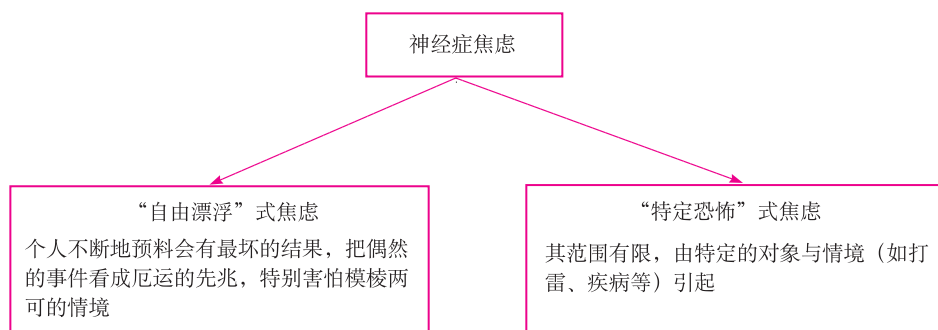 神经症焦虑
“自由漂浮”式焦虑
个人不断地预料会有最坏的结果，把偶然
的事件看成厄运的先兆，特别害怕模棱两
可的情境
“特定恐怖”式焦虑
其范围有限，由特定的对象与情境（如打
雷、疾病等）引起